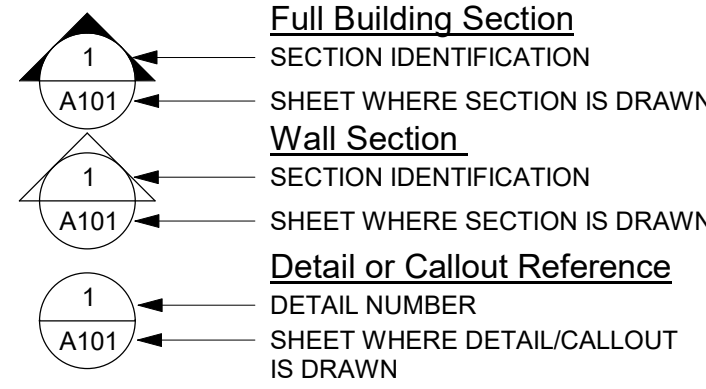 Full Building Section
1
SECTION IDENTIFICATION
A101
SHEET WHERE SECTION IS DRAWN
Wall Section
1
SECTION IDENTIFICATION
A101
SHEET WHERE SECTION IS DRAWN
Detail or Callout Reference
1
DETAIL NUMBER
A101
SHEET WHERE DETAIL/CALLOUT
IS DRAWN